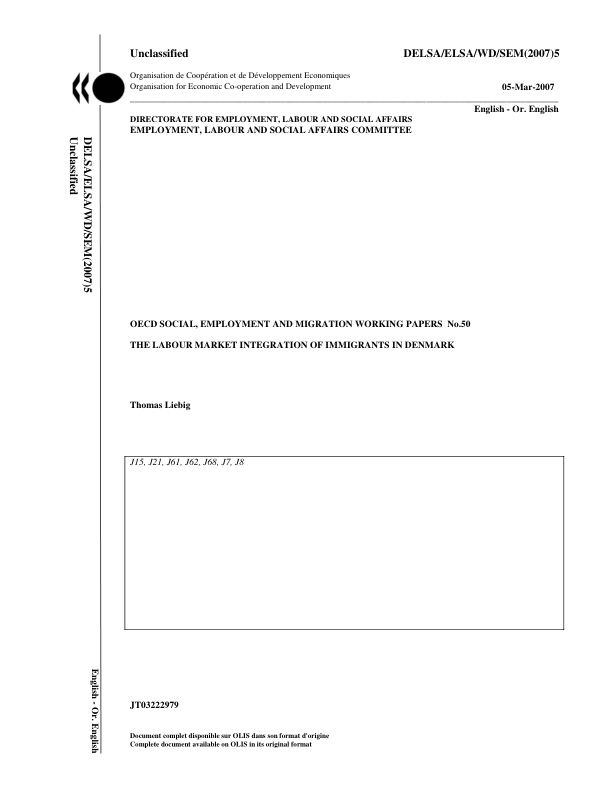 Unclassified DELSA/ELSA/WD/SEM(2007)5
Organisation de Coopération et de Développement Economiques
Organisation for Economic Co-operation and Development 05-Mar-2007
English - Or. English
DIRECTORATE FOR EMPLOYMENT, LABOUR AND SOCIAL AFFAIRS
EMPLOYMENT, LABOUR AND SOCIAL AFFAIRS COMMITTEE
DELSA/ELSA/WD/SEM(2007)5
Unclassified
OECD SOCIAL, EMPLOYMENT AND MIGRATION WORKING PAPERS No.50
THE LABOUR MARKET INTEGRATION OF IMMIGRANTS IN DENMARK
Thomas Liebig
J15, J21, J61, J62, J68, J7, J8
English - Or. English
JT03222979
Document complet disponible sur OLIS dans son format d'origine
Complete document available on OLIS in its original format